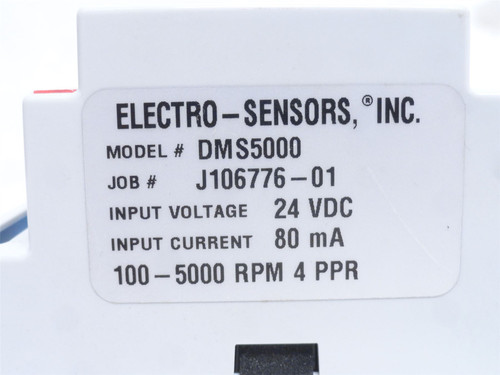 ELECTRO-SENSORS,® INC.
MODEL # DMS5000
JOB # J106776-01
INPUT VOLTAGE 24 VDC
INPUT CURRENT 80 mA
100-5000 RPM 4 PPR